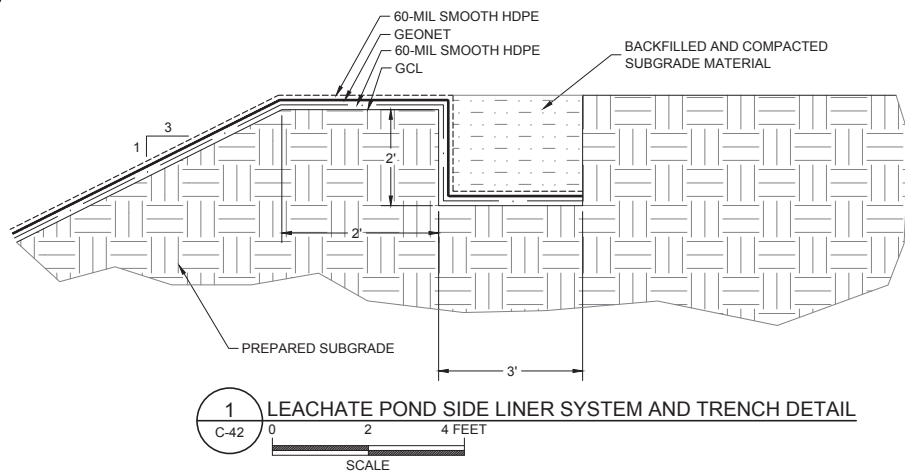 60-MIL SMOOTH HDPE
GEONET
60-MIL SMOOTH HDPE
GCL
BACKFILLED AND COMPACTED
SUBGRADE MATERIAL
3
1
2'
2'
PREPARED SUBGRADE
3'
1
C-42
LEACHATE POND SIDE LINER SYSTEM AND TRENCH DETAIL
0 2 4 FEET
SCALE